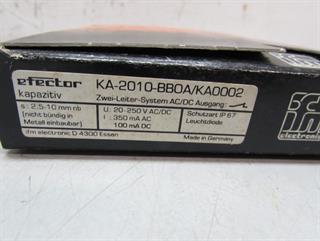 efector
kapazitiv
KA-2010-BBOA/KA0002
Zwei-Leiter-System AC/DC Ausgang:
s: 2,5-10 mm nb
(nicht bündig in
Metall einbaubar)
U: 20-250 V AC/DC
I : 350 mA AC
100 mA DC
Schutzart IP 67
Leuchtdiode
ifm electronic D 4300 Essen
Made in Germany
ifm
electronic